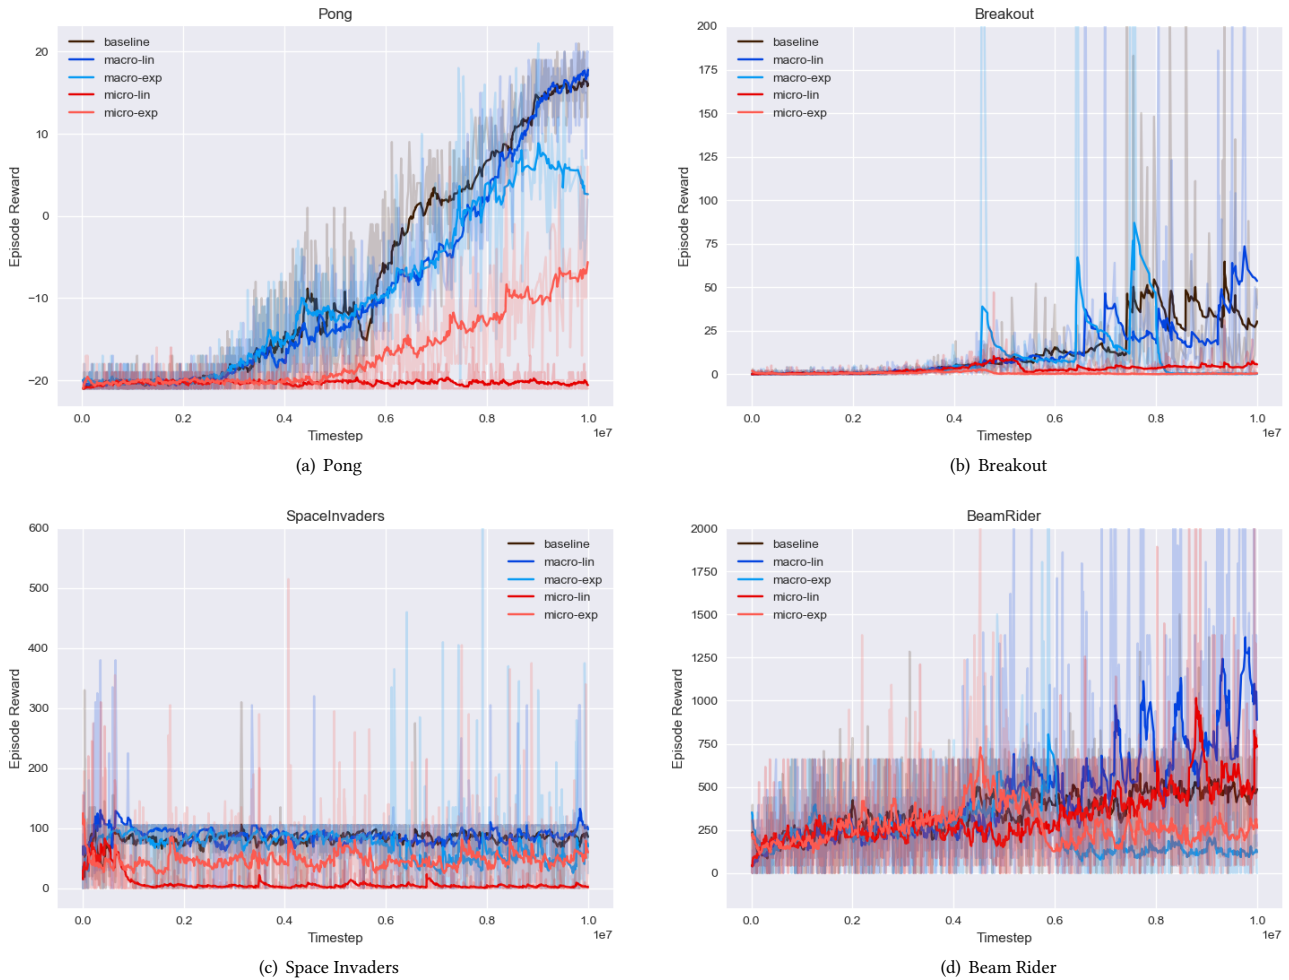 Pong
baseline
macro-lin
macro-exp
micro-lin
micro-exp
20
10
0
−10
−20
Episode Reward
0.0 0.2 0.4 0.6 0.8 1.0
1e7
Timestep
(a) Pong
Breakout
baseline
macro-lin
macro-exp
micro-lin
micro-exp
200
175
150
125
100
75
50
25
0
Episode Reward
0.0 0.2 0.4 0.6 0.8 1.0
1e7
Timestep
(b) Breakout
SpaceInvaders
baseline
macro-lin
macro-exp
micro-lin
micro-exp
600
500
400
300
200
100
0
Episode Reward
0.0 0.2 0.4 0.6 0.8 1.0
1e7
Timestep
(c) Space Invaders
BeamRider
baseline
macro-lin
macro-exp
micro-lin
micro-exp
2000
1750
1500
1250
1000
750
500
250
0
Episode Reward
0.0 0.2 0.4 0.6 0.8 1.0
1e7
Timestep
(d) Beam Rider